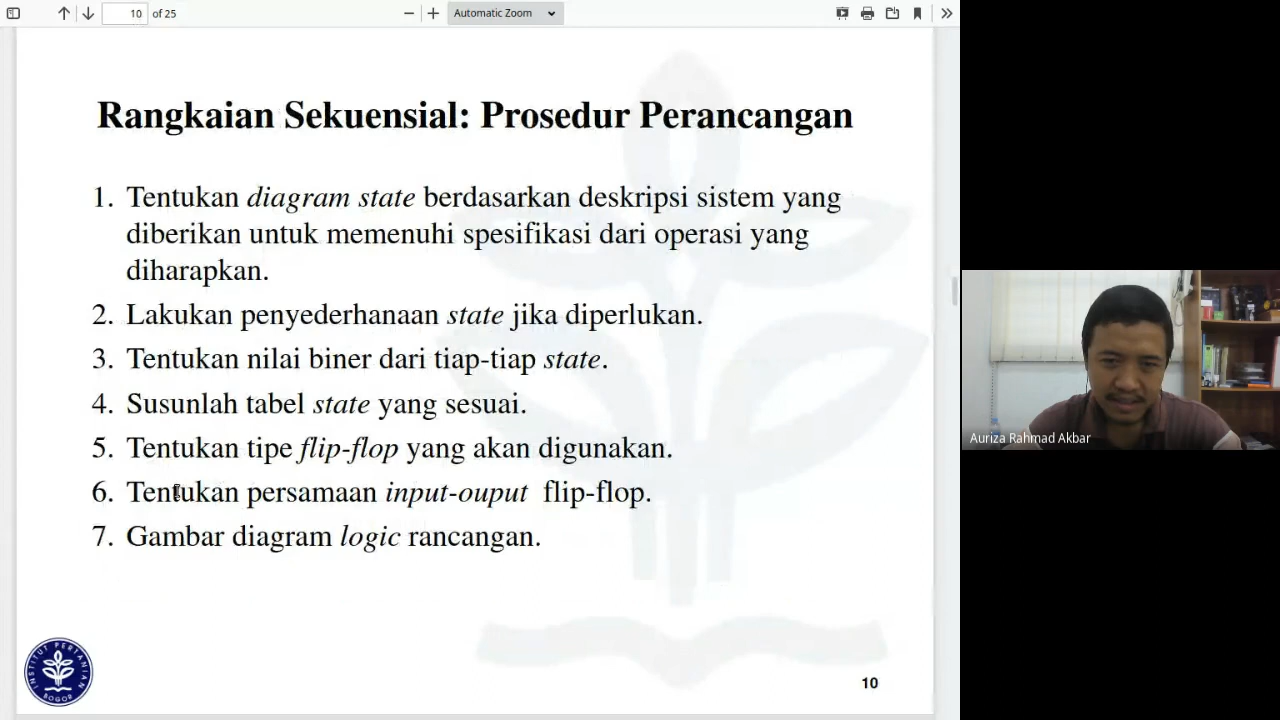 10 of 25
Automatic Zoom
Rangkaian Sekuensial: Prosedur Perancangan
1. Tentukan diagram state berdasarkan deskripsi sistem yang
diberikan untuk memenuhi spesifikasi dari operasi yang
diharapkan.
2. Lakukan penyederhanaan state jika diperlukan.
3. Tentukan nilai biner dari tiap-tiap state.
4. Susunlah tabel state yang sesuai.
5. Tentukan tipe flip-flop yang akan digunakan.
6. Tentukan persamaan input-ouput flip-flop.
7. Gambar diagram logic rancangan.
Auriza Rahmad Akbar
INSTITUT PERTANIAN
BOGOR
10